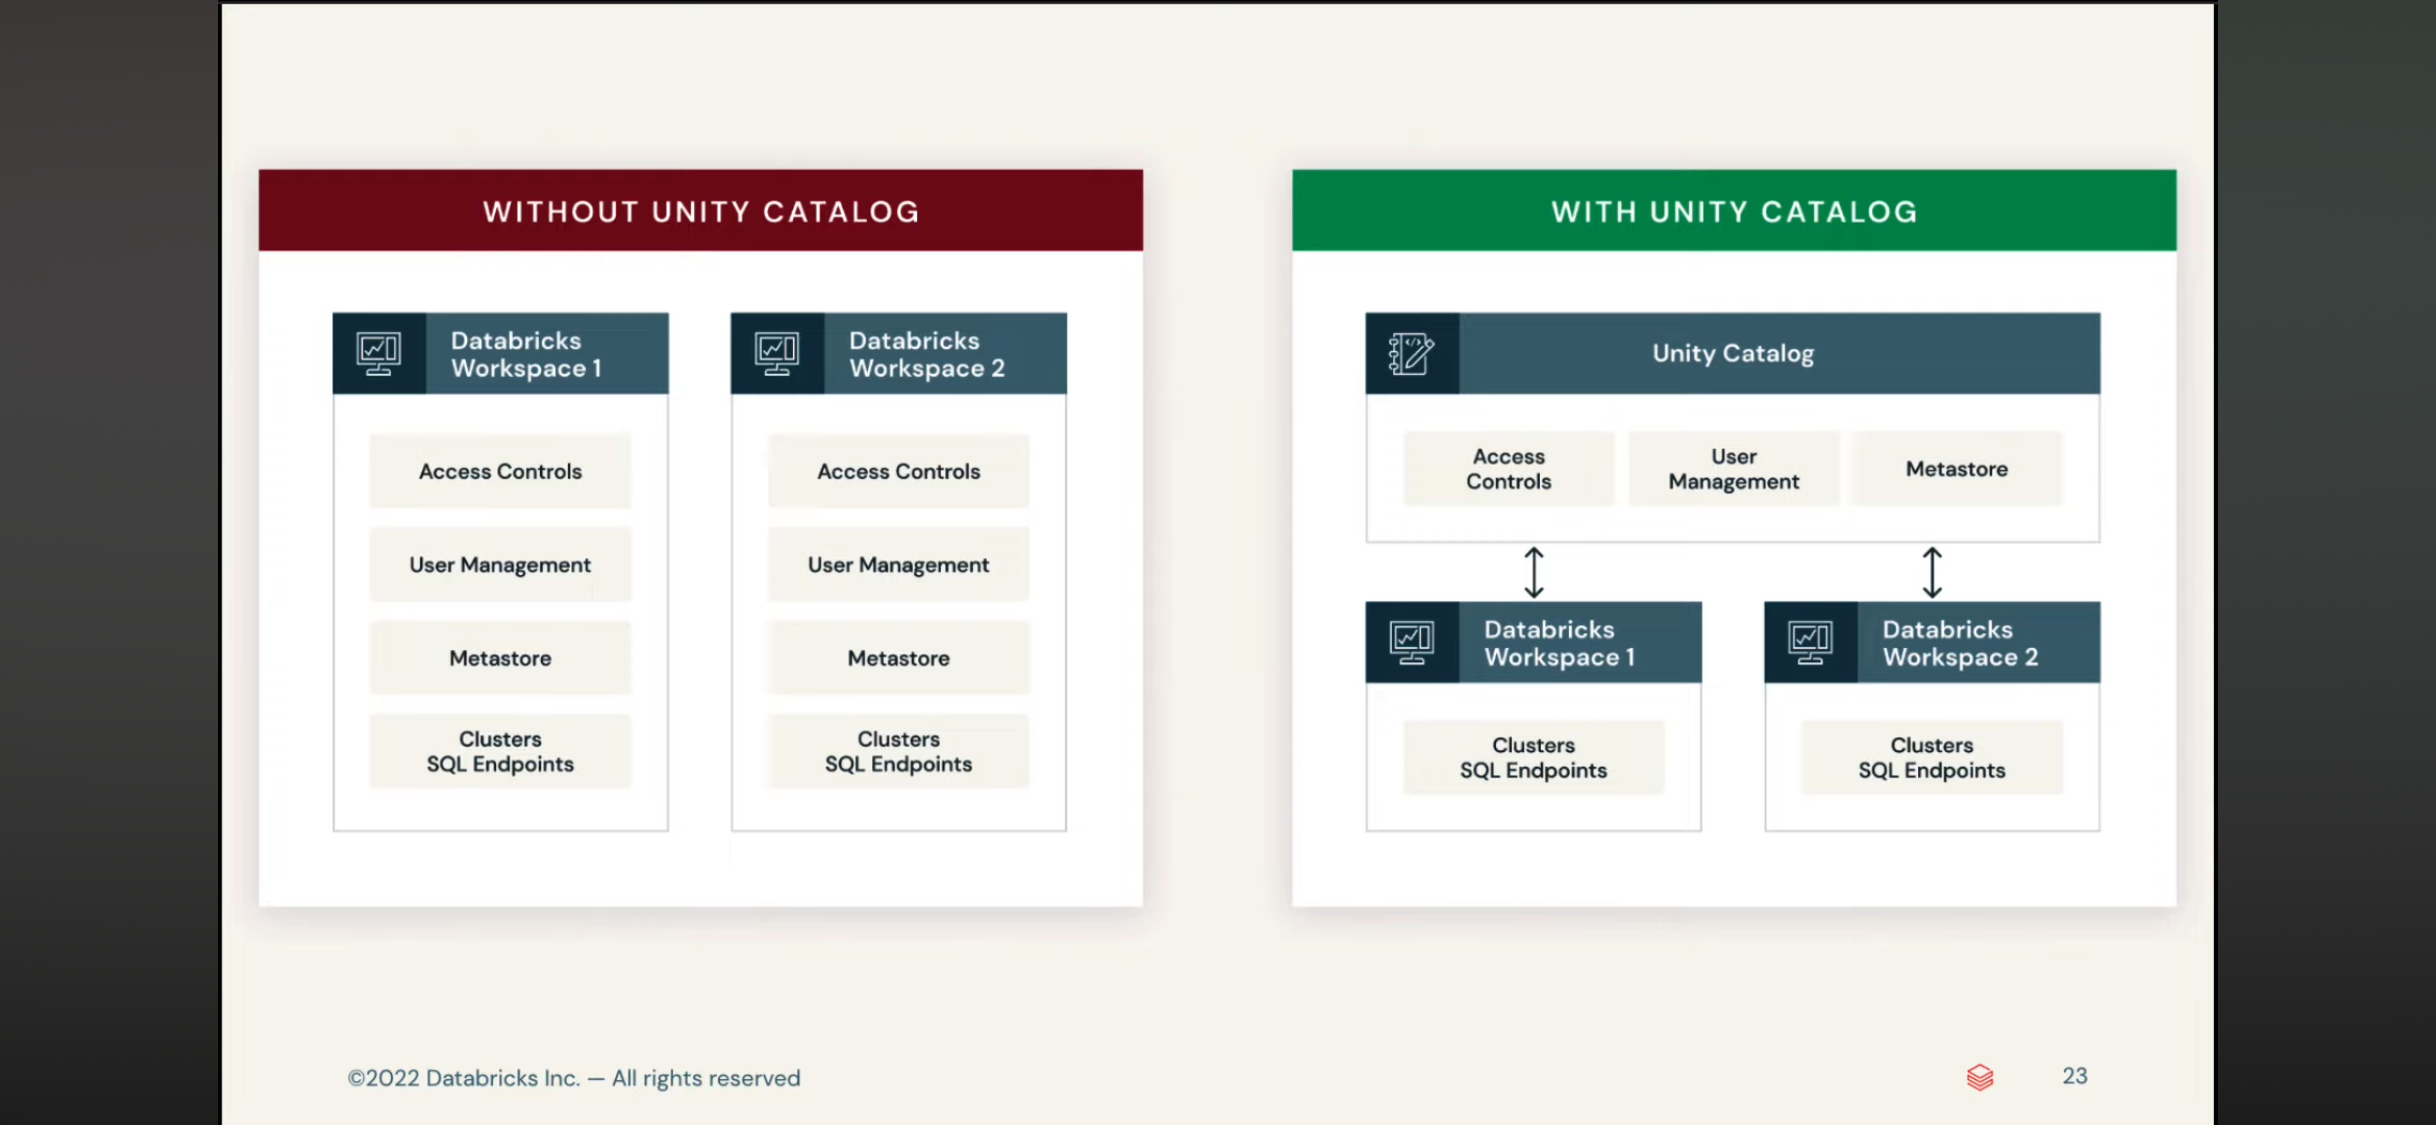 WITHOUT UNITY CATALOG
Databricks
Workspace 1
Access Controls
User Management
Metastore
Clusters
SQL Endpoints
Databricks
Workspace 2
Access Controls
User Management
Metastore
Clusters
SQL Endpoints
WITH UNITY CATALOG
Unity Catalog
Access
Controls
User
Management
Metastore
Databricks
Workspace 1
Clusters
SQL Endpoints
Databricks
Workspace 2
Clusters
SQL Endpoints
©2022 Databricks Inc. — All rights reserved
23